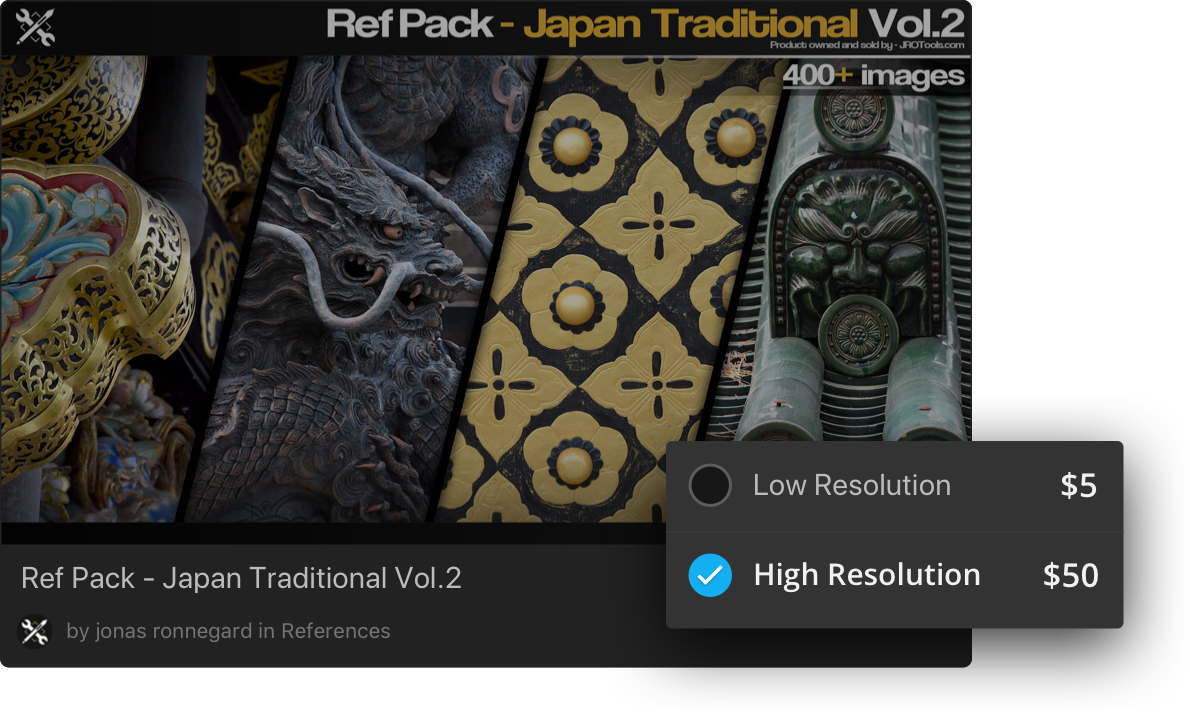 Ref Pack - Japan Traditional Vol.2
Product owned and sold by - JROTools.com
400+ images
Low Resolution $5
High Resolution $50
Ref Pack - Japan Traditional Vol.2
by jonas ronnegard in References